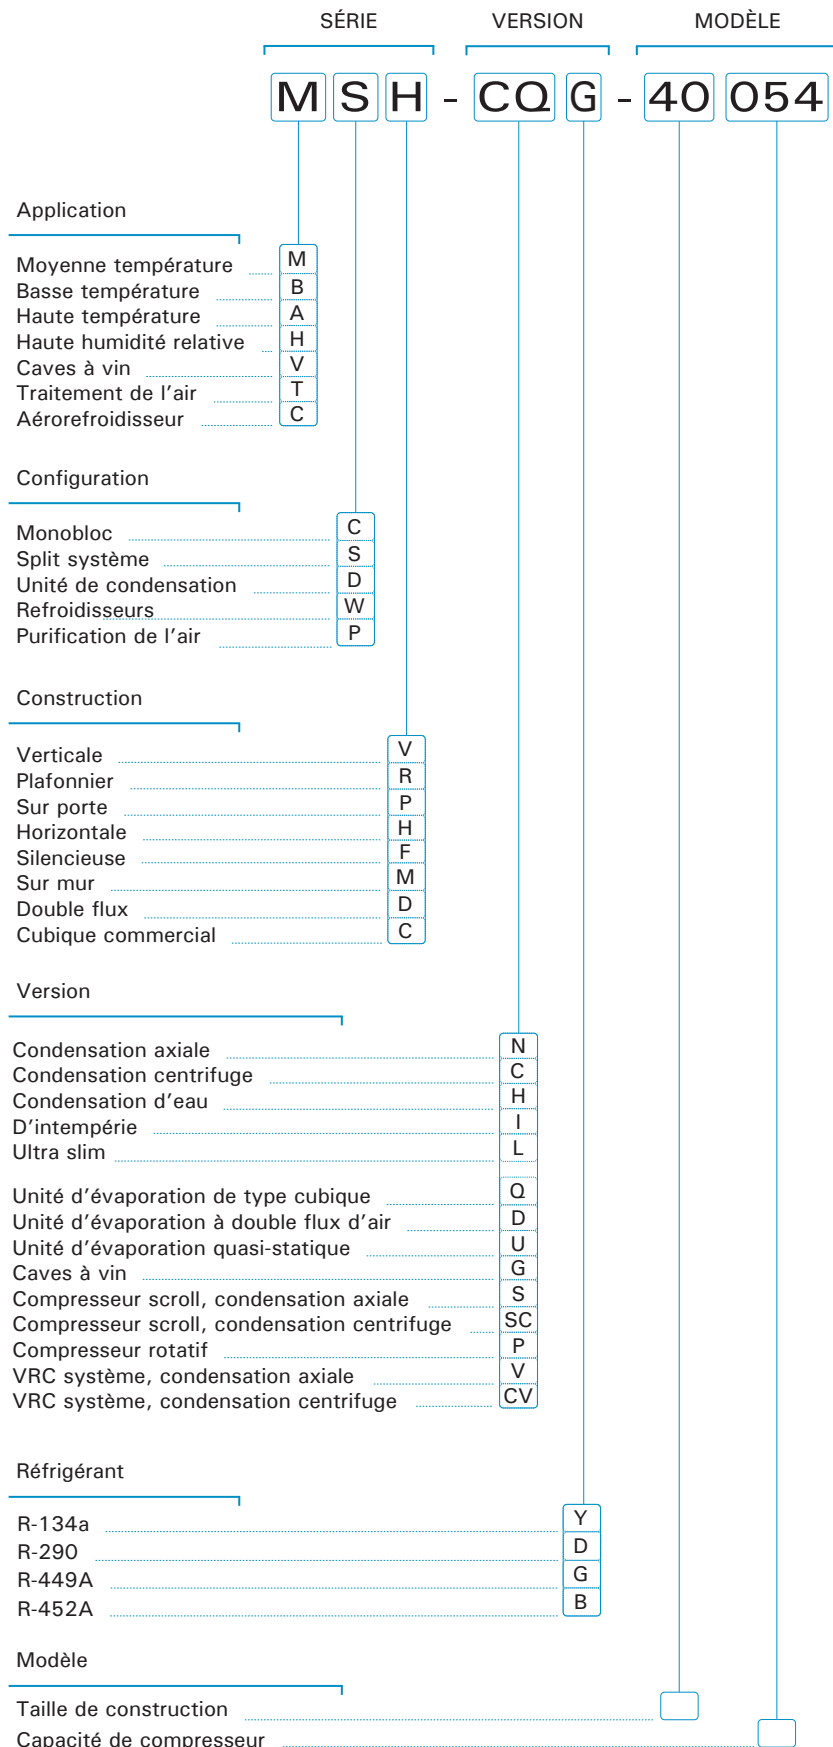 SÉRIE VERSION MODÈLE
M S H - CQ G - 40 054
Application
Moyenne température M
Basse température B
Haute température A
Haute humidité relative H
Caves à vin V
Traitement de l'air T
Aérorefroidisseur C
Configuration
Monobloc C
Split système S
Unité de condensation D
Refroidisseurs W
Purification de l'air P
Construction
Verticale V
Plafonnier R
Sur porte P
Horizontale H
Silencieuse F
Sur mur M
Double flux D
Cubique commercial C
Version
Condensation axiale N
Condensation centrifuge C
Condensation d'eau H
D'intempérie I
Ultra slim L
Unité d'évaporation de type cubique Q
Unité d'évaporation à double flux d'air D
Unité d'évaporation quasi-statique U
Caves à vin G
Compresseur scroll, condensation axiale S
Compresseur scroll, condensation centrifuge SC
Compresseur rotatif P
VRC système, condensation axiale V
VRC système, condensation centrifuge CV
Réfrigérant
R-134a Y
R-290 D
R-449A G
R-452A B
Modèle
Taille de construction
Capacité de compresseur